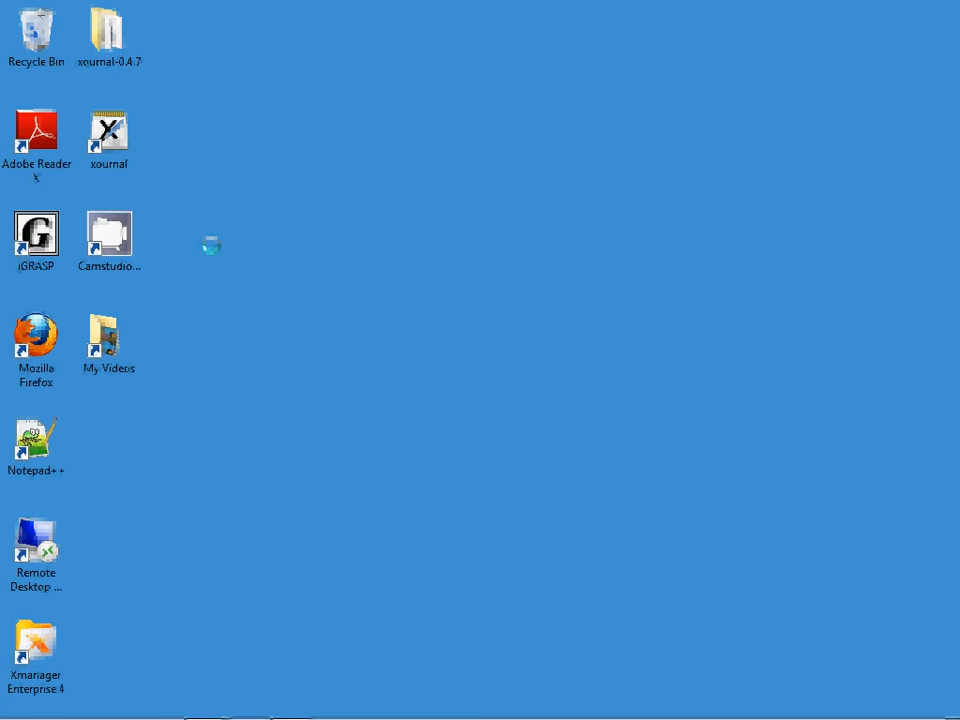 Recycle Bin
xournal-0.4.7
Adobe Reader
X
xournal
jGRASP
Camstudio...
Mozilla
Firefox
My Videos
Notepad++
Remote
Desktop ...
Xmanager
Enterprise 4